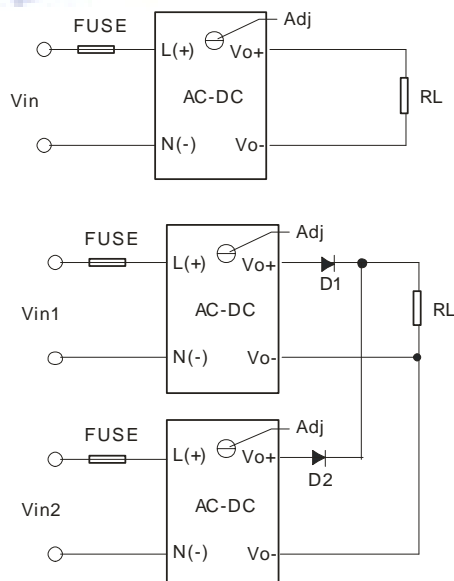 FUSE
Adj
L(+)
Vo+
Vin
AC-DC
RL
N(-)
Vo-
FUSE
Adj
L(+)
Vo+
D1
Vin1
AC-DC
RL
N(-)
Vo-
FUSE
Adj
L(+)
Vo+
D2
Vin2
AC-DC
N(-)
Vo-